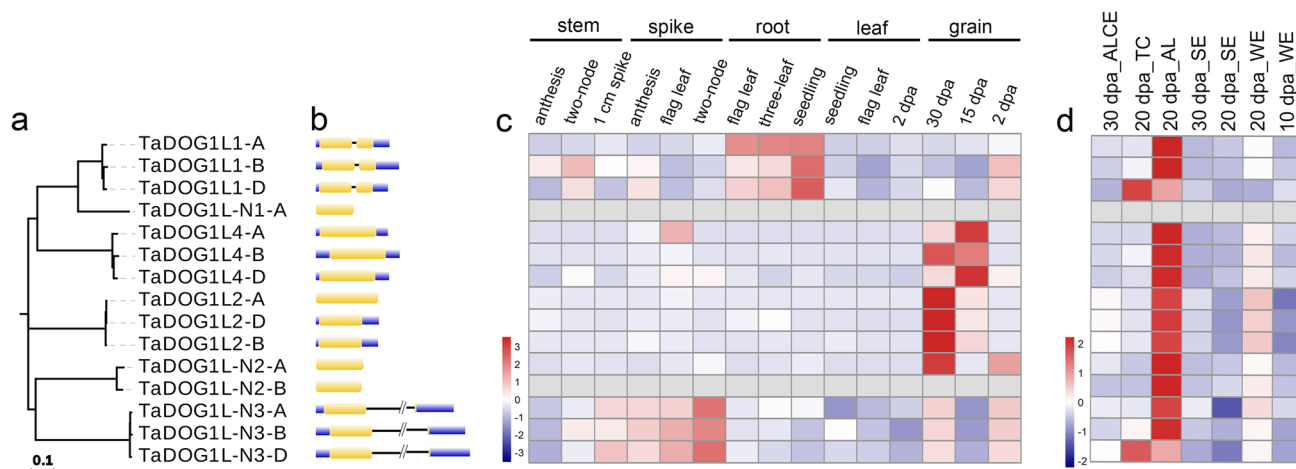 stem spike root leaf grain
anthesis two-node 1 cm spike anthesis flag leaf two-node flag leaf three-leaf seedling seedling flag leaf 2 dpa 30 dpa 15 dpa 2 dpa
30 dpa_ALCE 20 dpa_TC 20 dpa_AL 30 dpa_SE 20 dpa_SE 20 dpa_WE 10 dpa_WE
a b c d
TaDOG1L1-A
TaDOG1L1-B
TaDOG1L1-D
TaDOG1L-N1-A
TaDOG1L4-A
TaDOG1L4-B
TaDOG1L4-D
TaDOG1L2-A
TaDOG1L2-D
TaDOG1L2-B
TaDOG1L-N2-A
TaDOG1L-N2-B
TaDOG1L-N3-A
TaDOG1L-N3-B
TaDOG1L-N3-D
0.1
3
2
1
0
-1
-2
-3
2
1
0
-1
-2